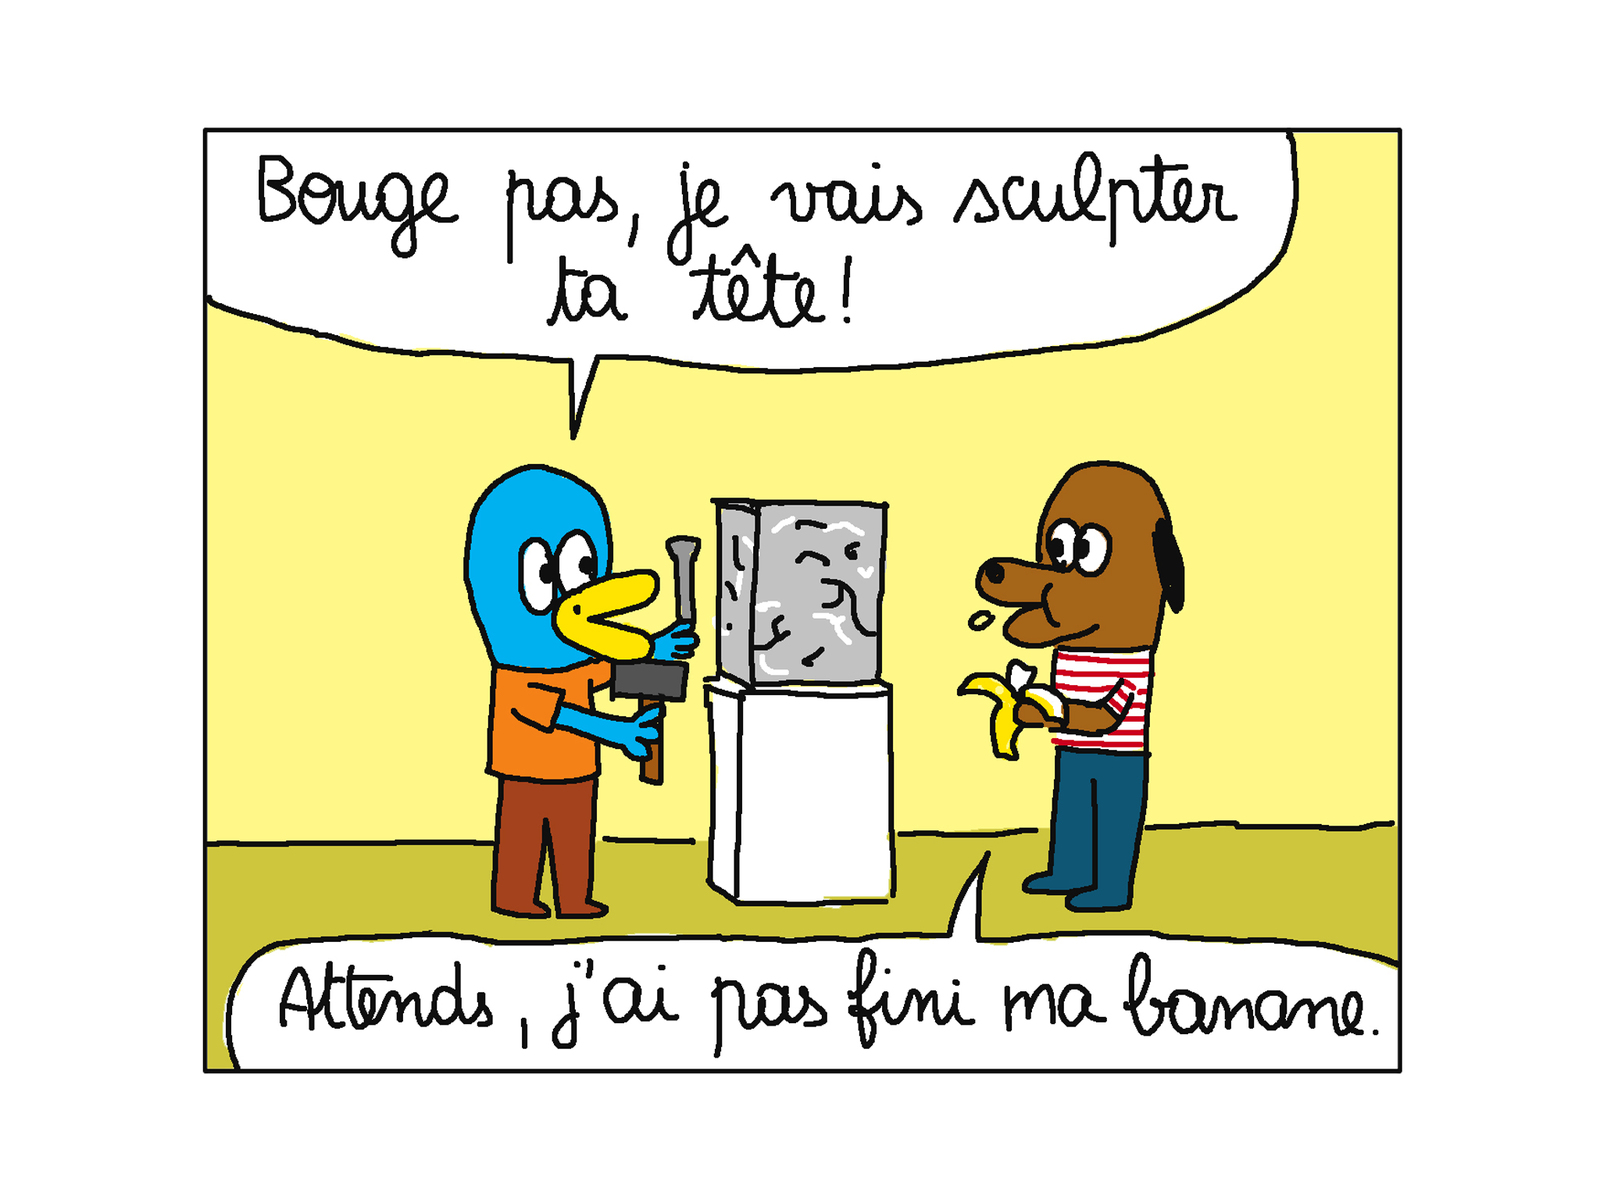 Bouge pas, je vais sculpter
ta tête!
Attends, j'ai pas fini ma banane.